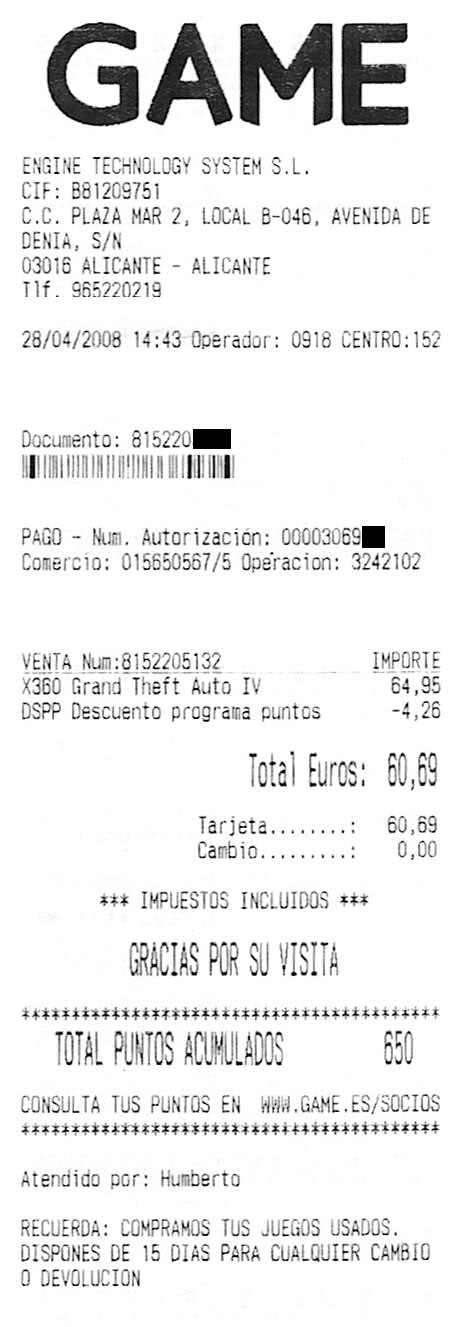 GAME
ENGINE TECHNOLOGY SYSTEM S.L.
CIF: B81209751
C.C. PLAZA MAR 2, LOCAL B-046, AVENIDA DE
DENIA, S/N
03016 ALICANTE - ALICANTE
Tlf. 965220219
28/04/2008 14:43 Operador: 0918 CENTRO:152
Documento: 815220
PAGO - Num. Autorización: 00003069
Comercio: 015650567/5 Operacion: 3242102
VENTA Num:8152205132 IMPORTE
X360 Grand Theft Auto IV 64,95
DSPP Descuento programa puntos -4,26
Total Euros: 60,69
Tarjeta........: 60,69
Cambio.........: 0,00
*** IMPUESTOS INCLUIDOS ***
GRACIAS POR SU VISITA
******************************************
TOTAL PUNTOS ACUMULADOS 650
CONSULTA TUS PUNTOS EN WWW.GAME.ES/SOCIOS
******************************************
Atendido por: Humberto
RECUERDA: COMPRAMOS TUS JUEGOS USADOS.
DISPONES DE 15 DIAS PARA CUALQUIER CAMBIO
O DEVOLUCION